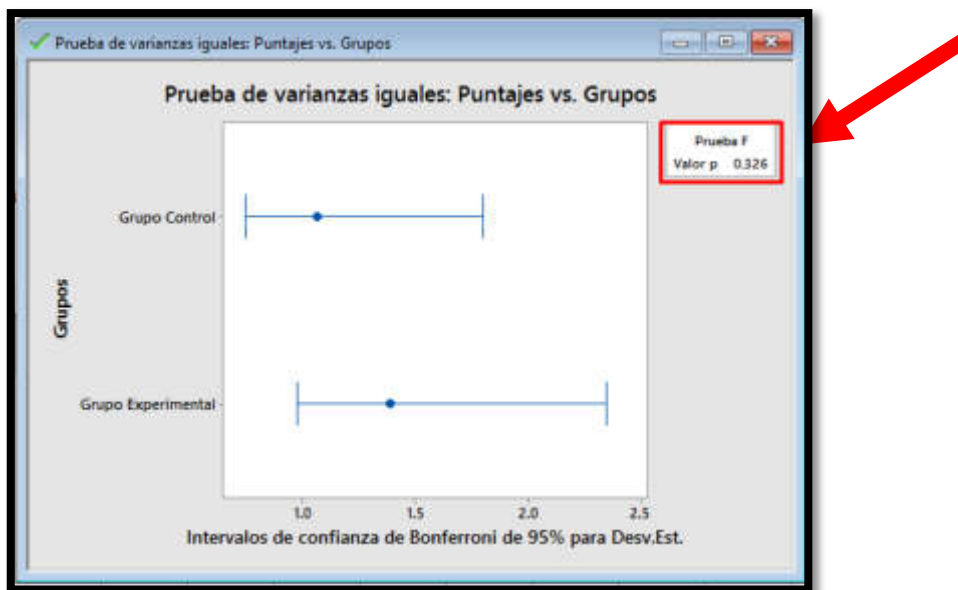 Prueba de varianzas iguales: Puntajes vs. Grupos
Prueba de varianzas iguales: Puntajes vs. Grupos
Prueba F
Valor p 0.326
Grupo Control
Grupos
Grupo Experimental
1.0 1.5 2.0 2.5
Intervalos de confianza de Bonferroni de 95% para Desv.Est.